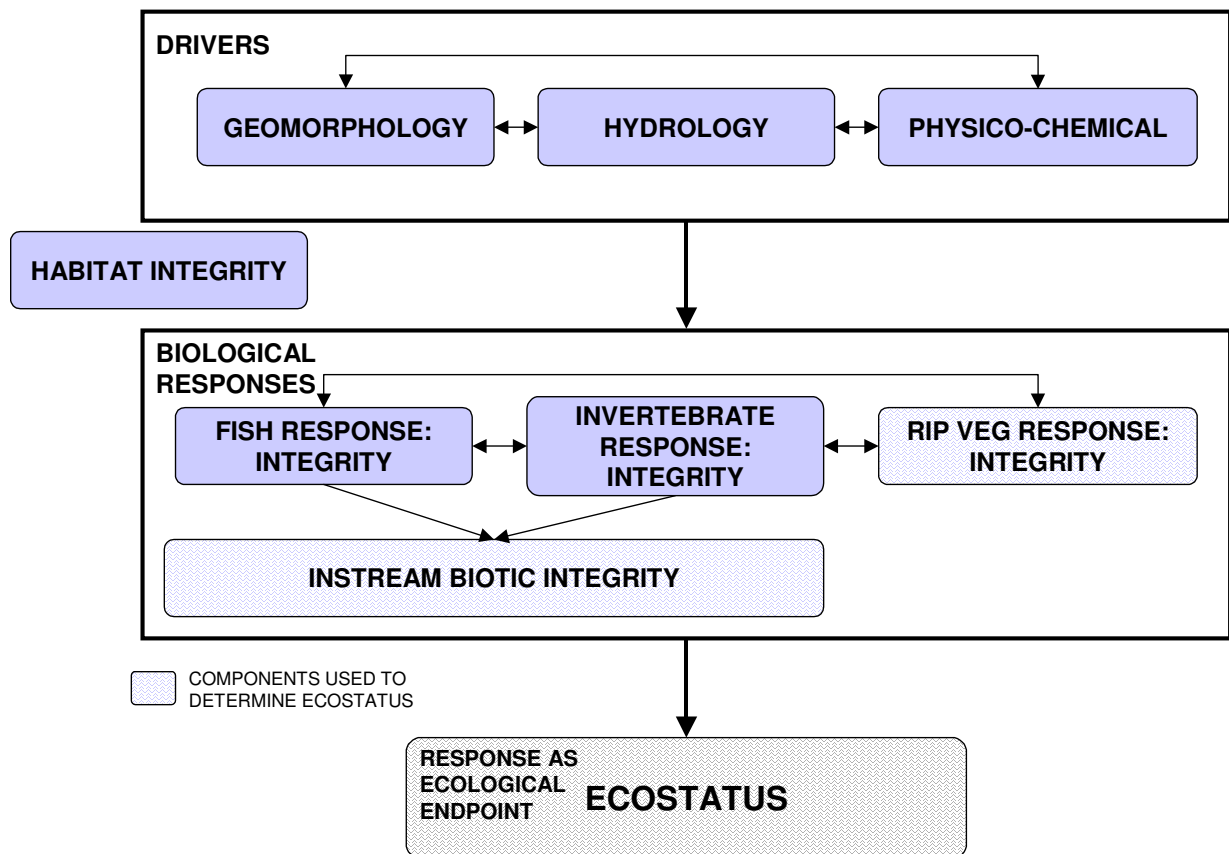 DRIVERS
GEOMORPHOLOGY
HYDROLOGY
PHYSICO-CHEMICAL
HABITAT INTEGRITY
BIOLOGICAL
RESPONSES
FISH RESPONSE:
INTEGRITY
INVERTEBRATE
RESPONSE:
INTEGRITY
RIP VEG RESPONSE:
INTEGRITY
INSTREAM BIOTIC INTEGRITY
COMPONENTS USED TO
DETERMINE ECOSTATUS
RESPONSE AS
ECOLOGICAL
ENDPOINT
ECOSTATUS